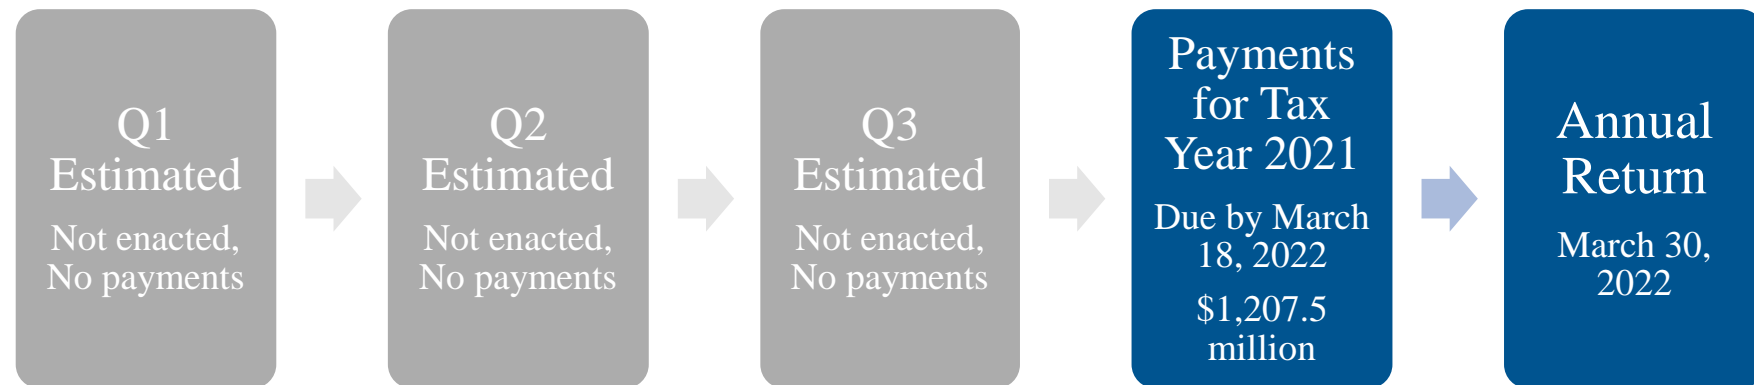 Q1
Estimated
Not enacted,
No payments
Q2
Estimated
Not enacted,
No payments
Q3
Estimated
Not enacted,
No payments
Payments
for Tax
Year 2021
Due by March
18, 2022
$1,207.5
million
Annual
Return
March 30,
2022